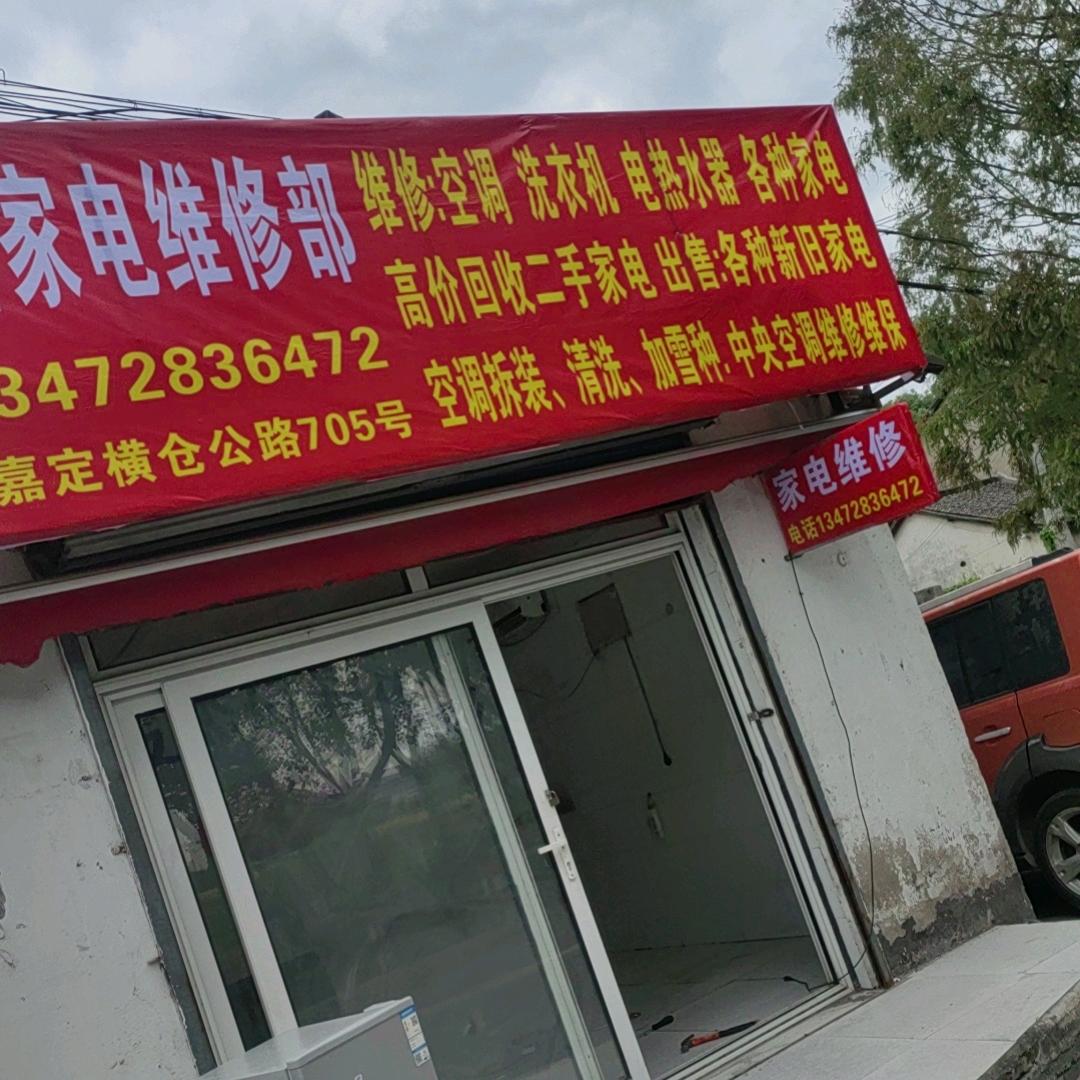 家电维修部
3472836472
嘉定横仓公路705号
维修:空调 洗衣机 电热水器 各种家电
高价回收二手家电 出售:各种新旧家电
空调拆装、清洗、加雪种.中央空调维修维保
家电维修
电话13472836472